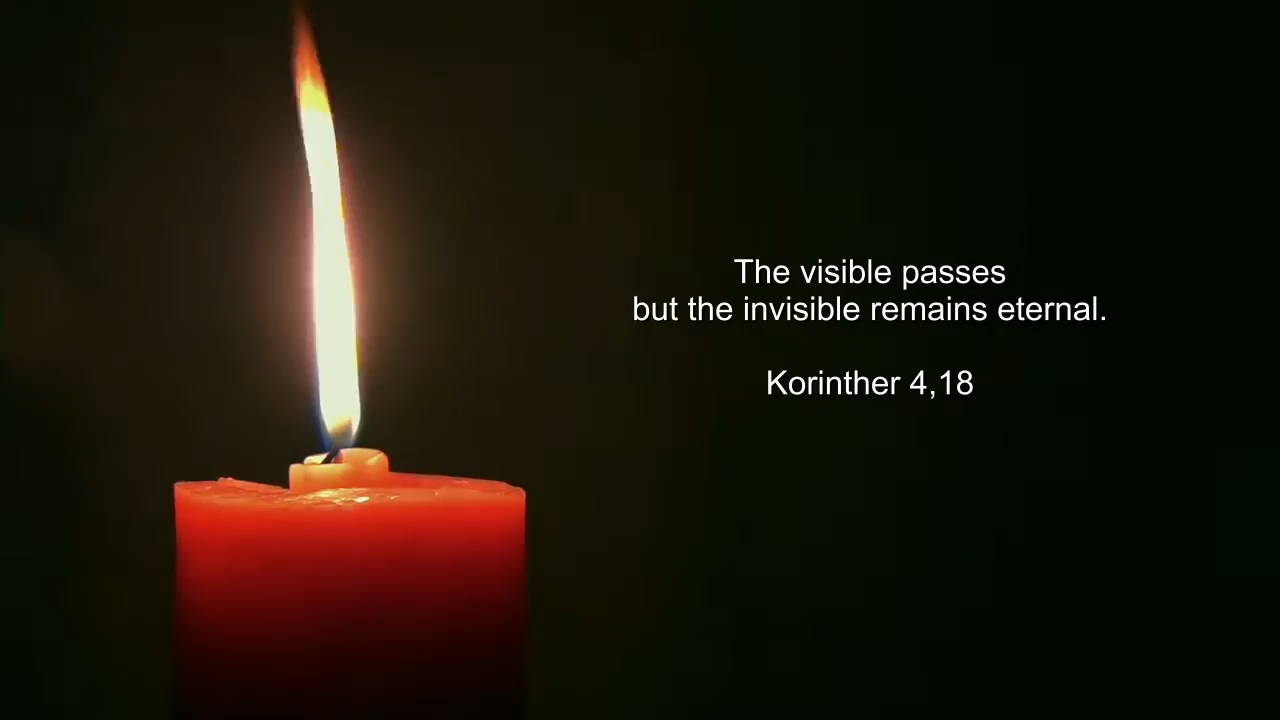 The visible passes
but the invisible remains eternal.
Korinther 4,18